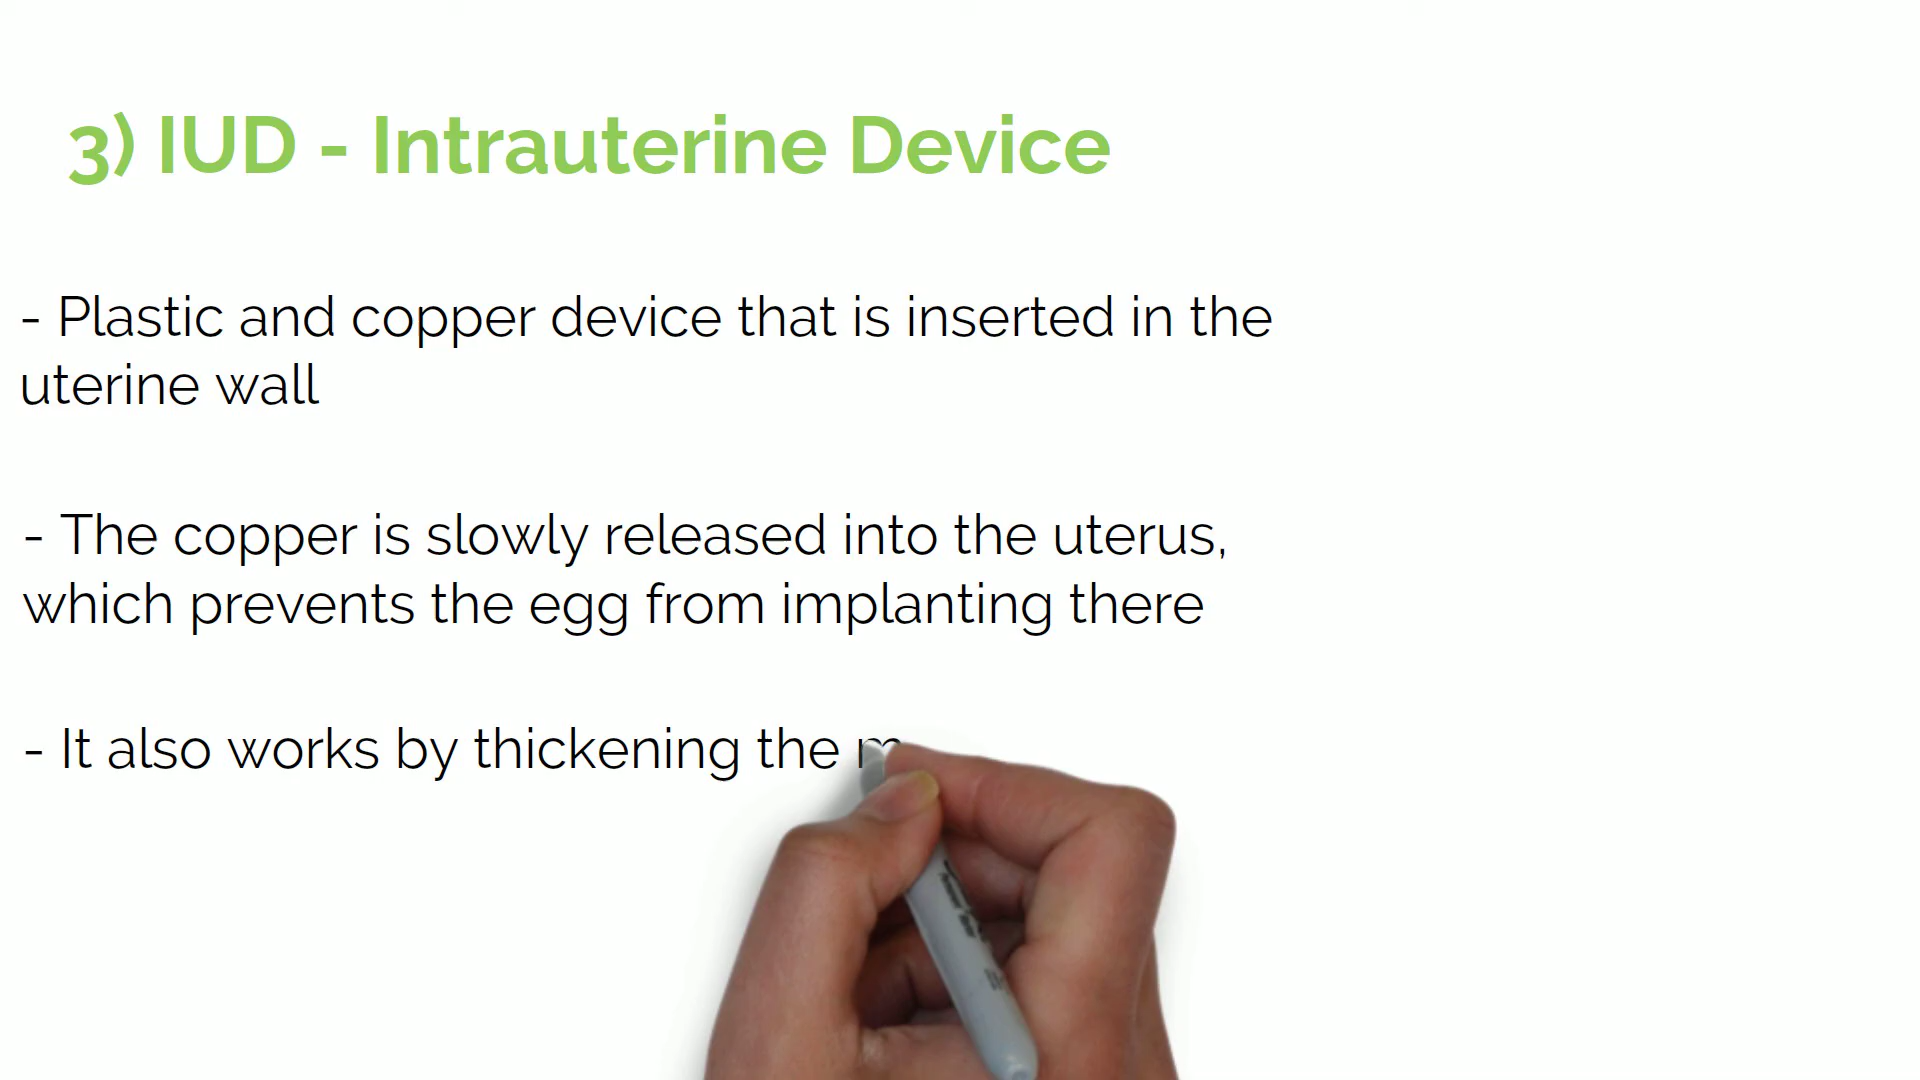 3) IUD - Intrauterine Device
- Plastic and copper device that is inserted in the
uterine wall
- The copper is slowly released into the uterus,
which prevents the egg from implanting there
- It also works by thickening the